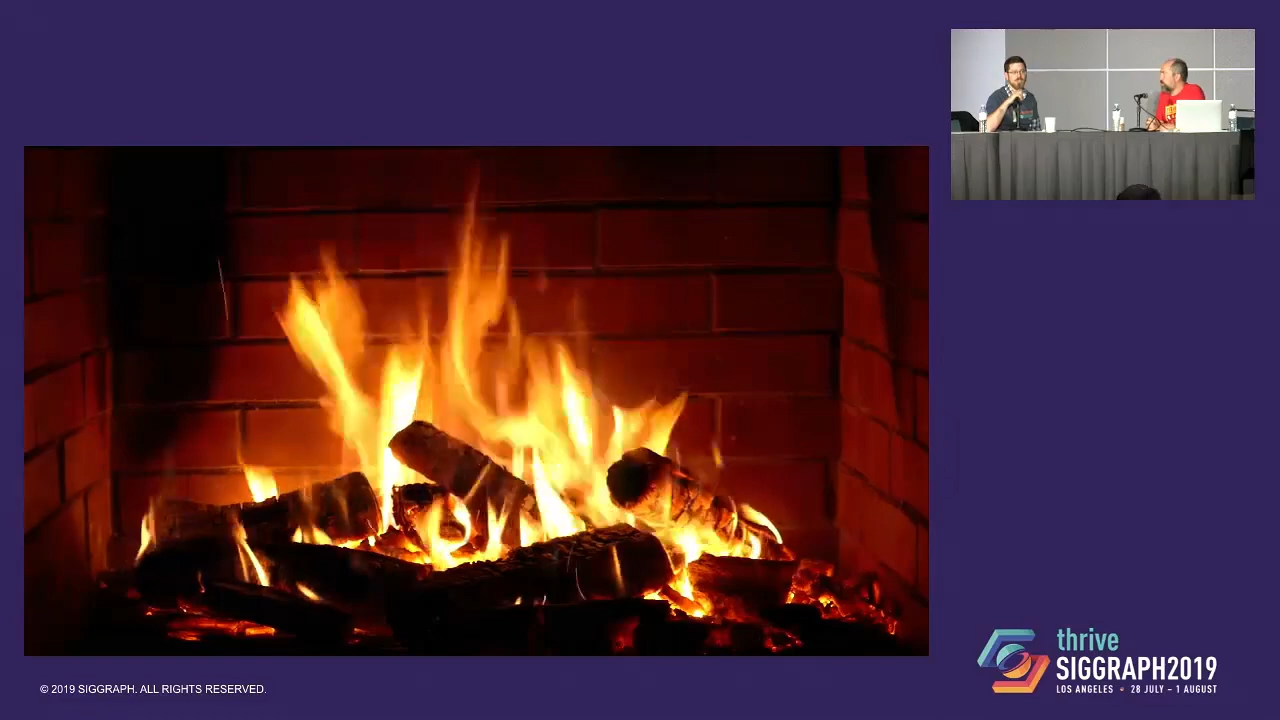 thrive
SIGGRAPH2019
LOS ANGELES • 28 JULY – 1 AUGUST
© 2019 SIGGRAPH. ALL RIGHTS RESERVED.